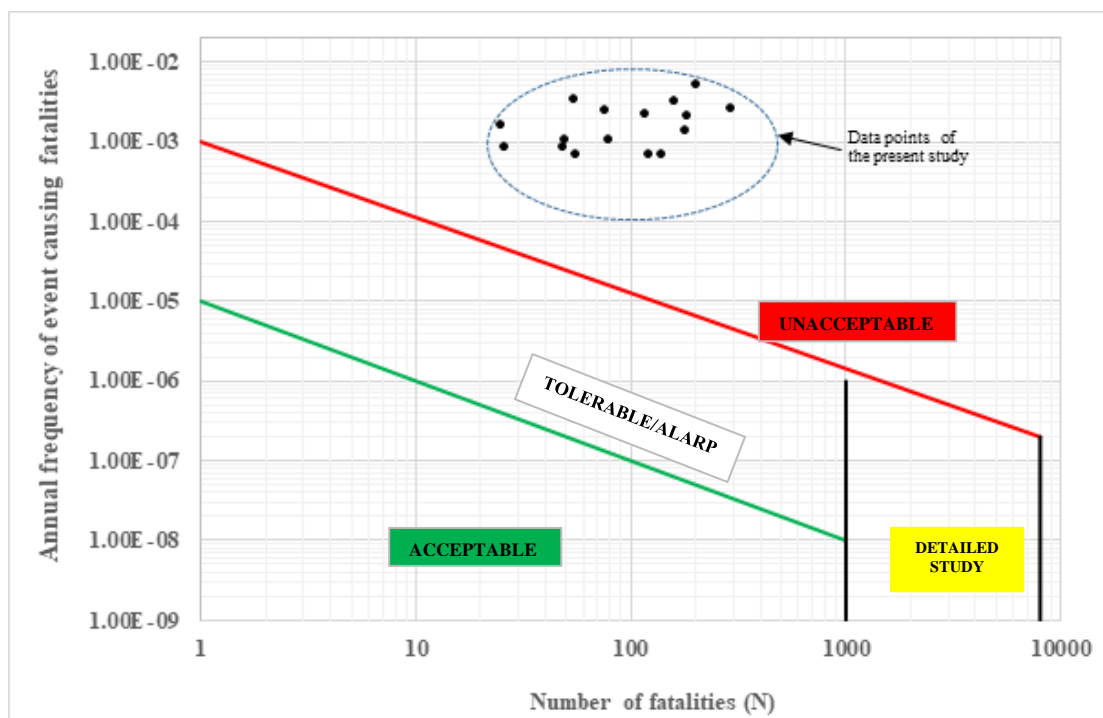 1.00E-02
1.00E-03
1.00E-04
1.00E-05
1.00E-06
1.00E-07
1.00E-08
1.00E-09
Annual frequency of event causing fatalities
Data points of
the present study
UNACCEPTABLE
TOLERABLE/ALARP
ACCEPTABLE
DETAILED
STUDY
1 10 100 1000 10000
Number of fatalities (N)